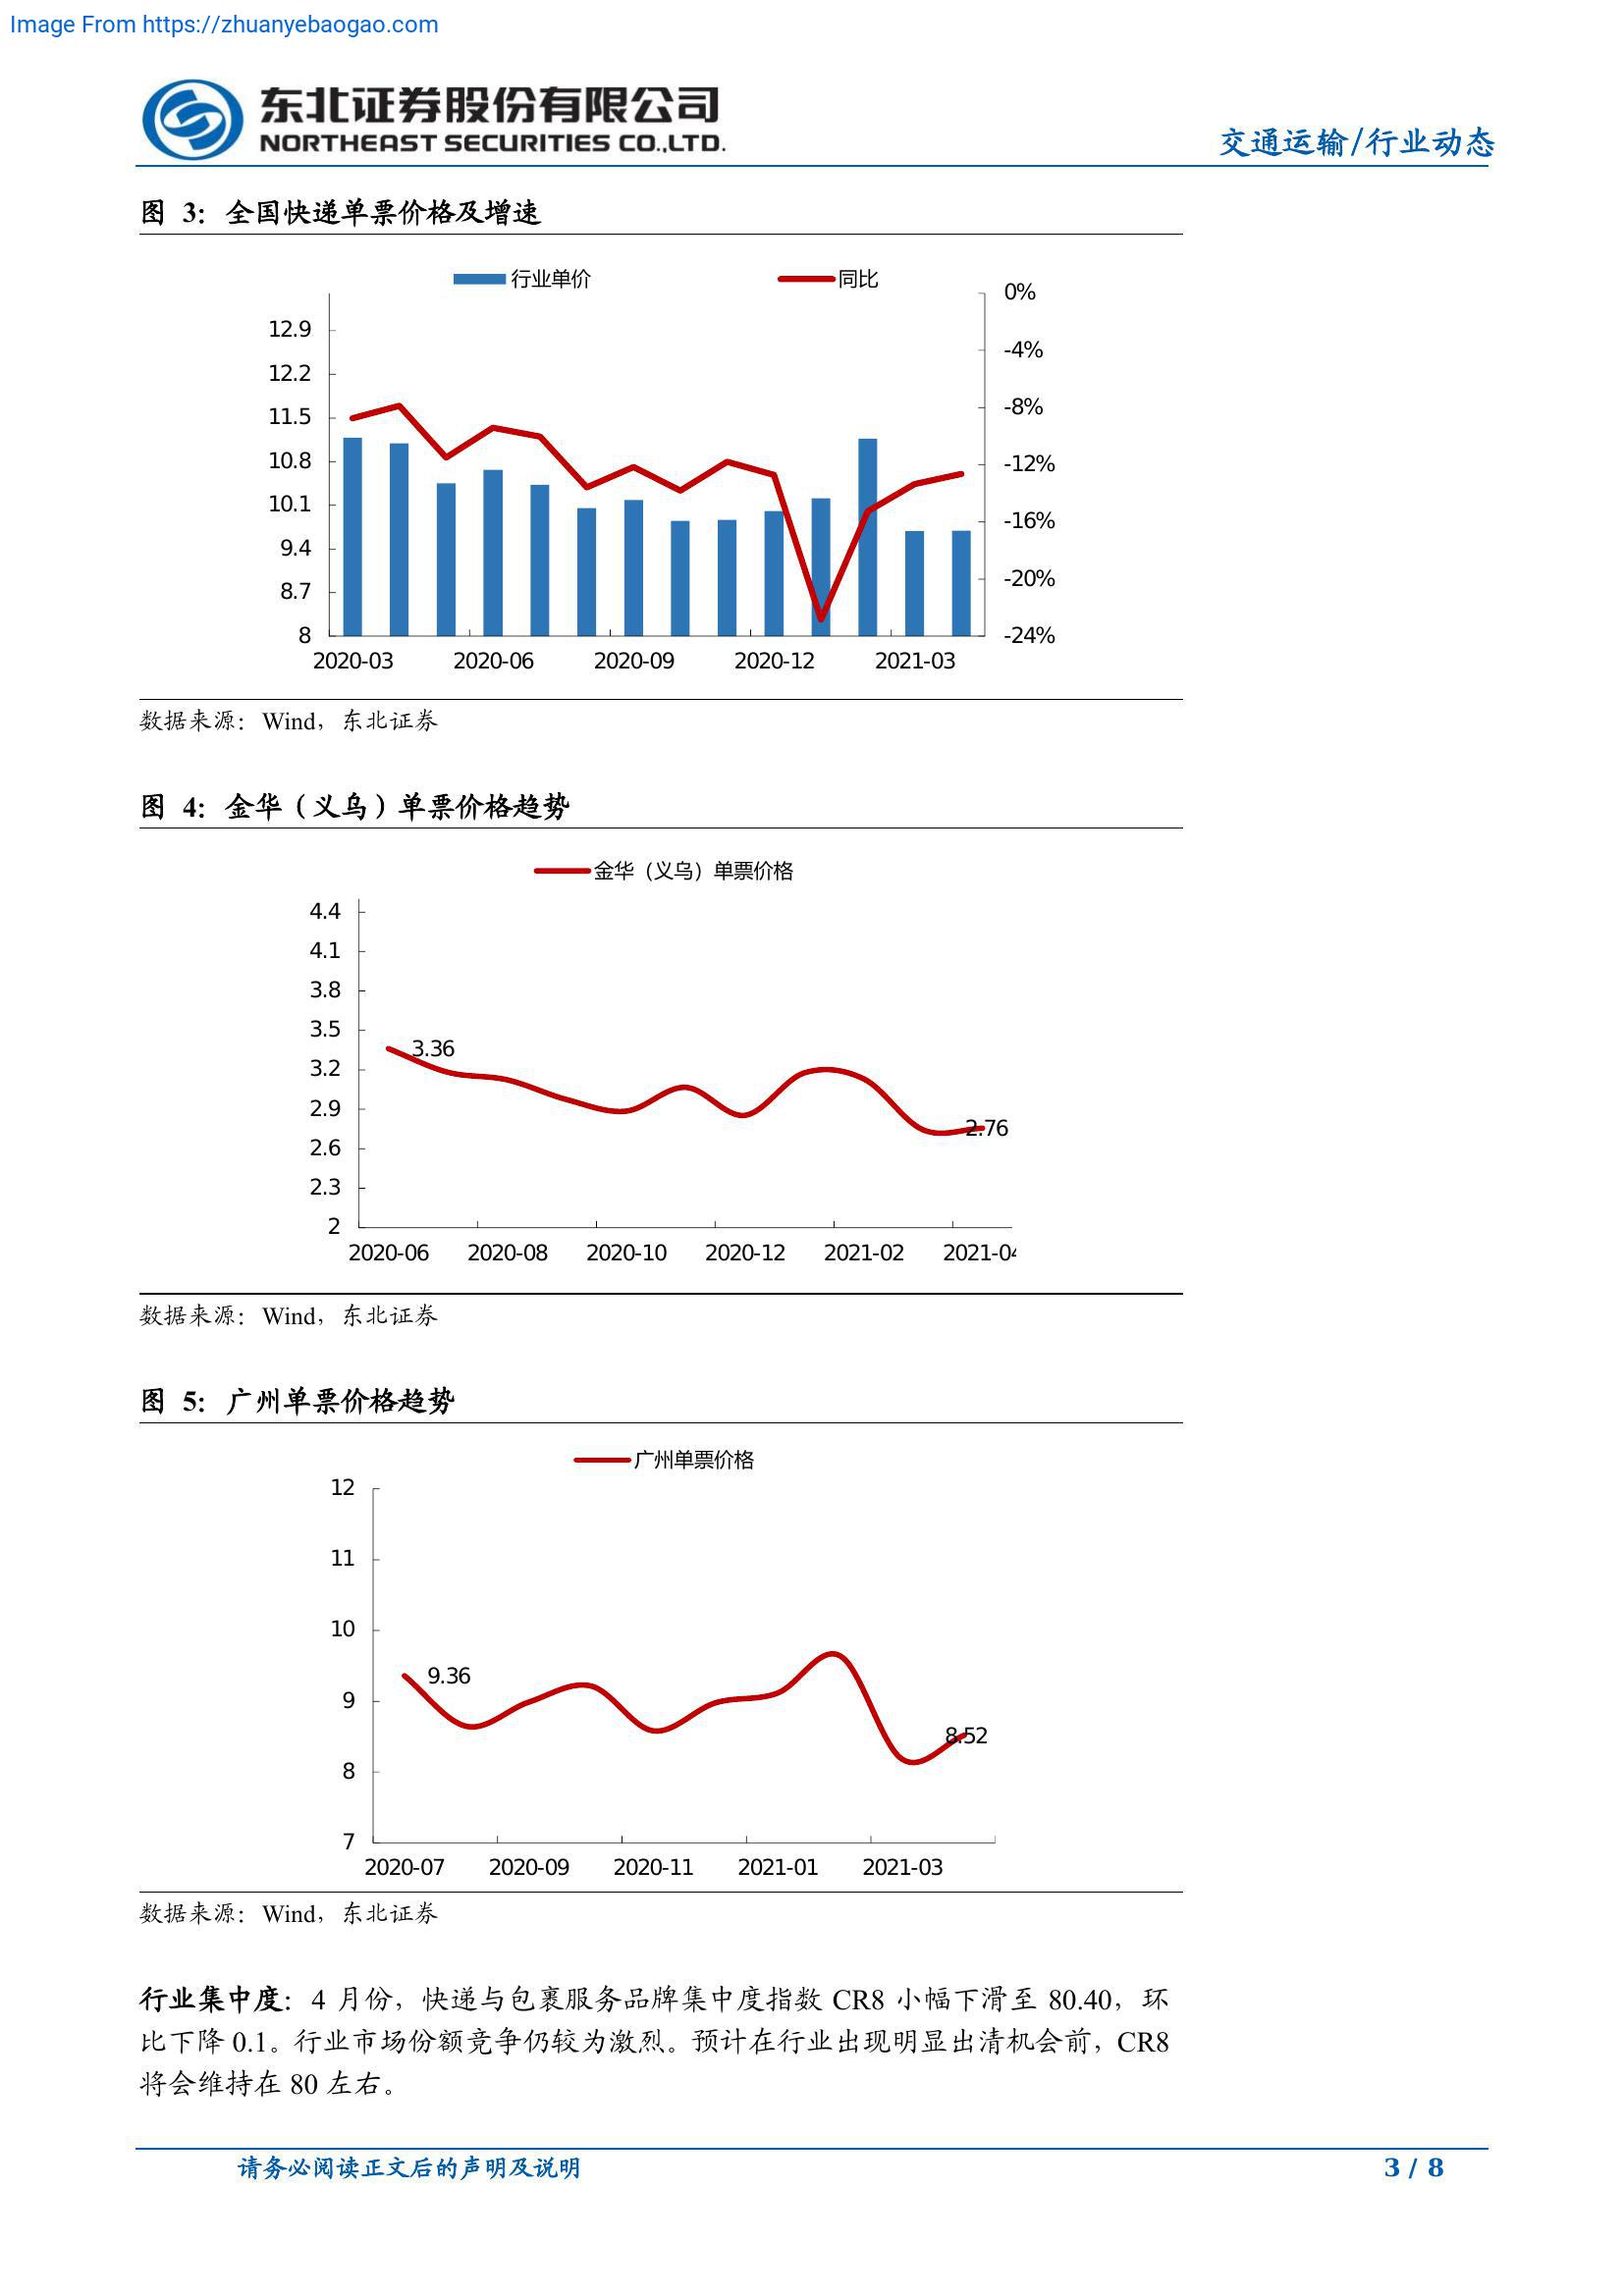 Image From https://zhuanyebaogao.com
东北证券股份有限公司
NORTHEAST SECURITIES CO.,LTD.
交通运输/行业动态
图 3：全国快递单票价格及增速
行业单价 同比
12.9
12.2
11.5
10.8
10.1
9.4
8.7
8
0%
-4%
-8%
-12%
-16%
-20%
-24%
2020-03 2020-06 2020-09 2020-12 2021-03
数据来源：Wind，东北证券
图 4：金华（义乌）单票价格趋势
金华（义乌）单票价格
4.4
4.1
3.8
3.5
3.2
2.9
2.6
2.3
2
3.36
2.76
2020-06 2020-08 2020-10 2020-12 2021-02 2021-04
数据来源：Wind，东北证券
图 5：广州单票价格趋势
广州单票价格
12
11
10
9
8
7
9.36
8.52
2020-07 2020-09 2020-11 2021-01 2021-03
数据来源：Wind，东北证券
行业集中度：4 月份，快递与包裹服务品牌集中度指数 CR8 小幅下滑至 80.40，环
比下降 0.1。行业市场份额竞争仍较为激烈。预计在行业出现明显出清机会前，CR8
将会维持在 80 左右。
请务必阅读正文后的声明及说明
3 / 8